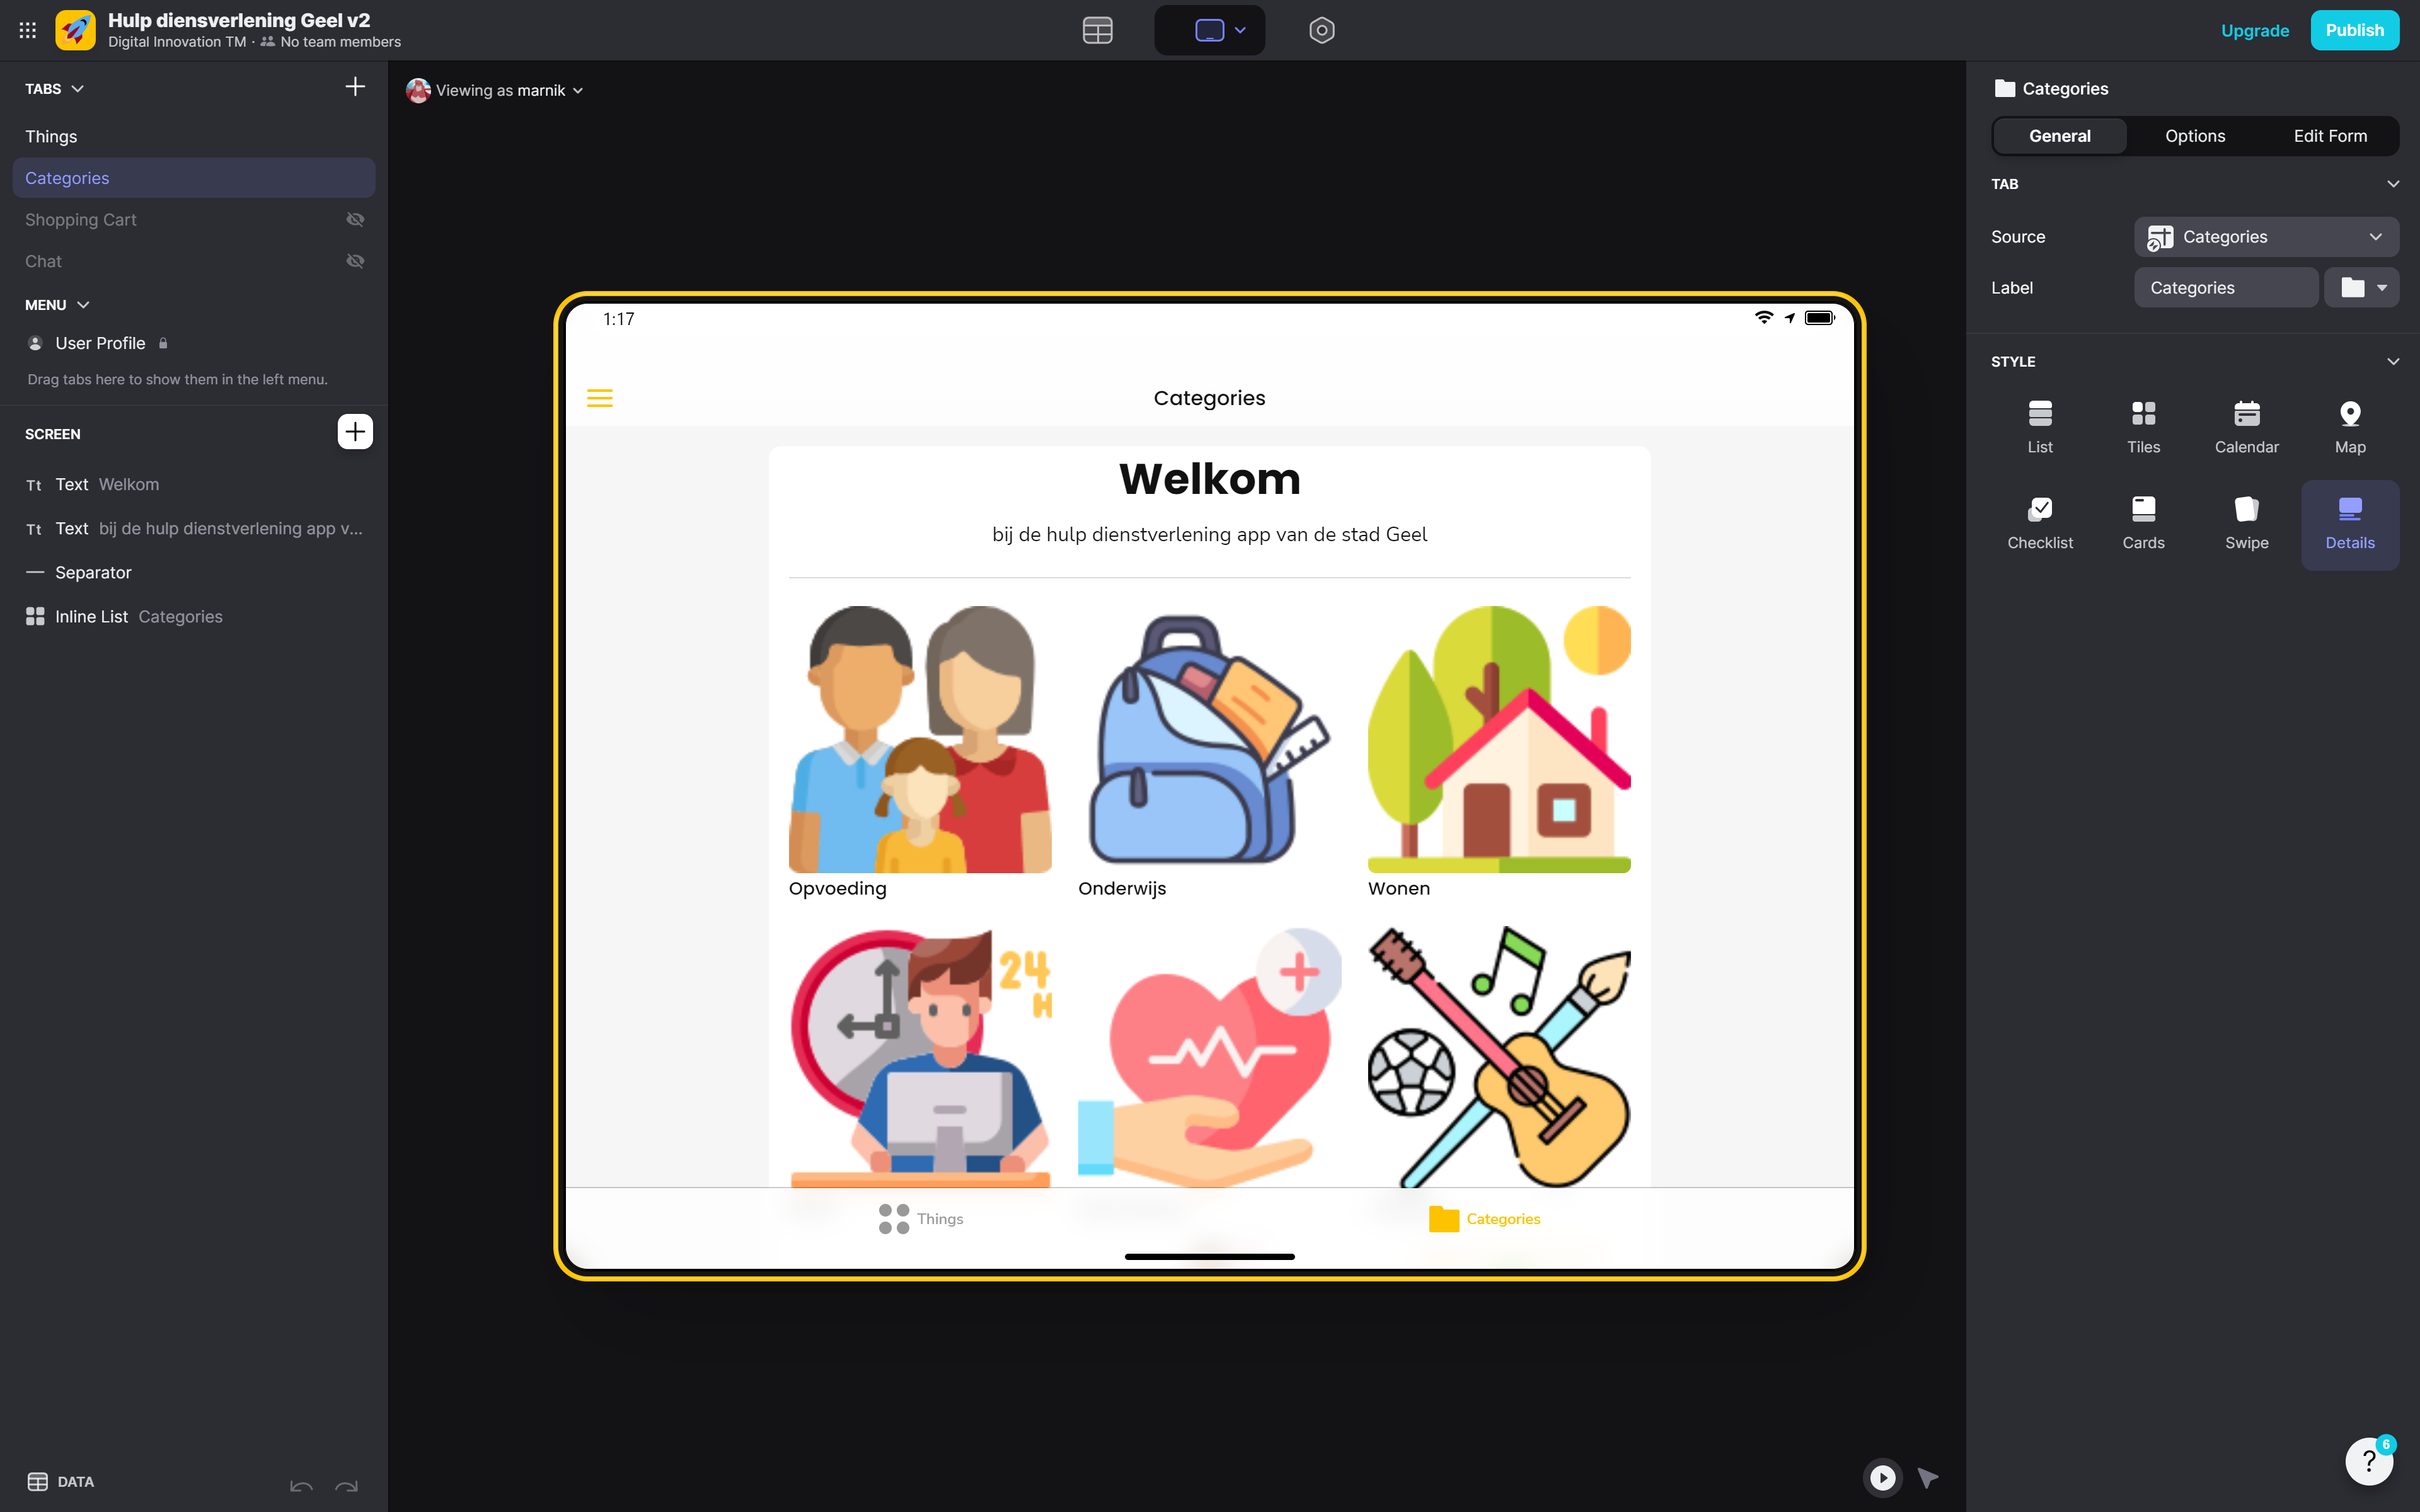 Hulp diensverlening Geel v2
Digital Innovation TM · No team members
Upgrade
Publish
TABS
Things
Categories
Shopping Cart
Chat
MENU
User Profile
Drag tabs here to show them in the left menu.
SCREEN
Tt Text Welkom
Tt Text bij de hulp dienstverlening app v...
Separator
Inline List Categories
DATA
Viewing as marnik
1:17
Categories
Welkom
bij de hulp dienstverlening app van de stad Geel
Opvoeding
Onderwijs
Wonen
24
H
Things
Categories
Categories
General
Options
Edit Form
TAB
Source
Categories
Label
Categories
STYLE
List
Tiles
Calendar
Map
Checklist
Cards
Swipe
Details
6
?